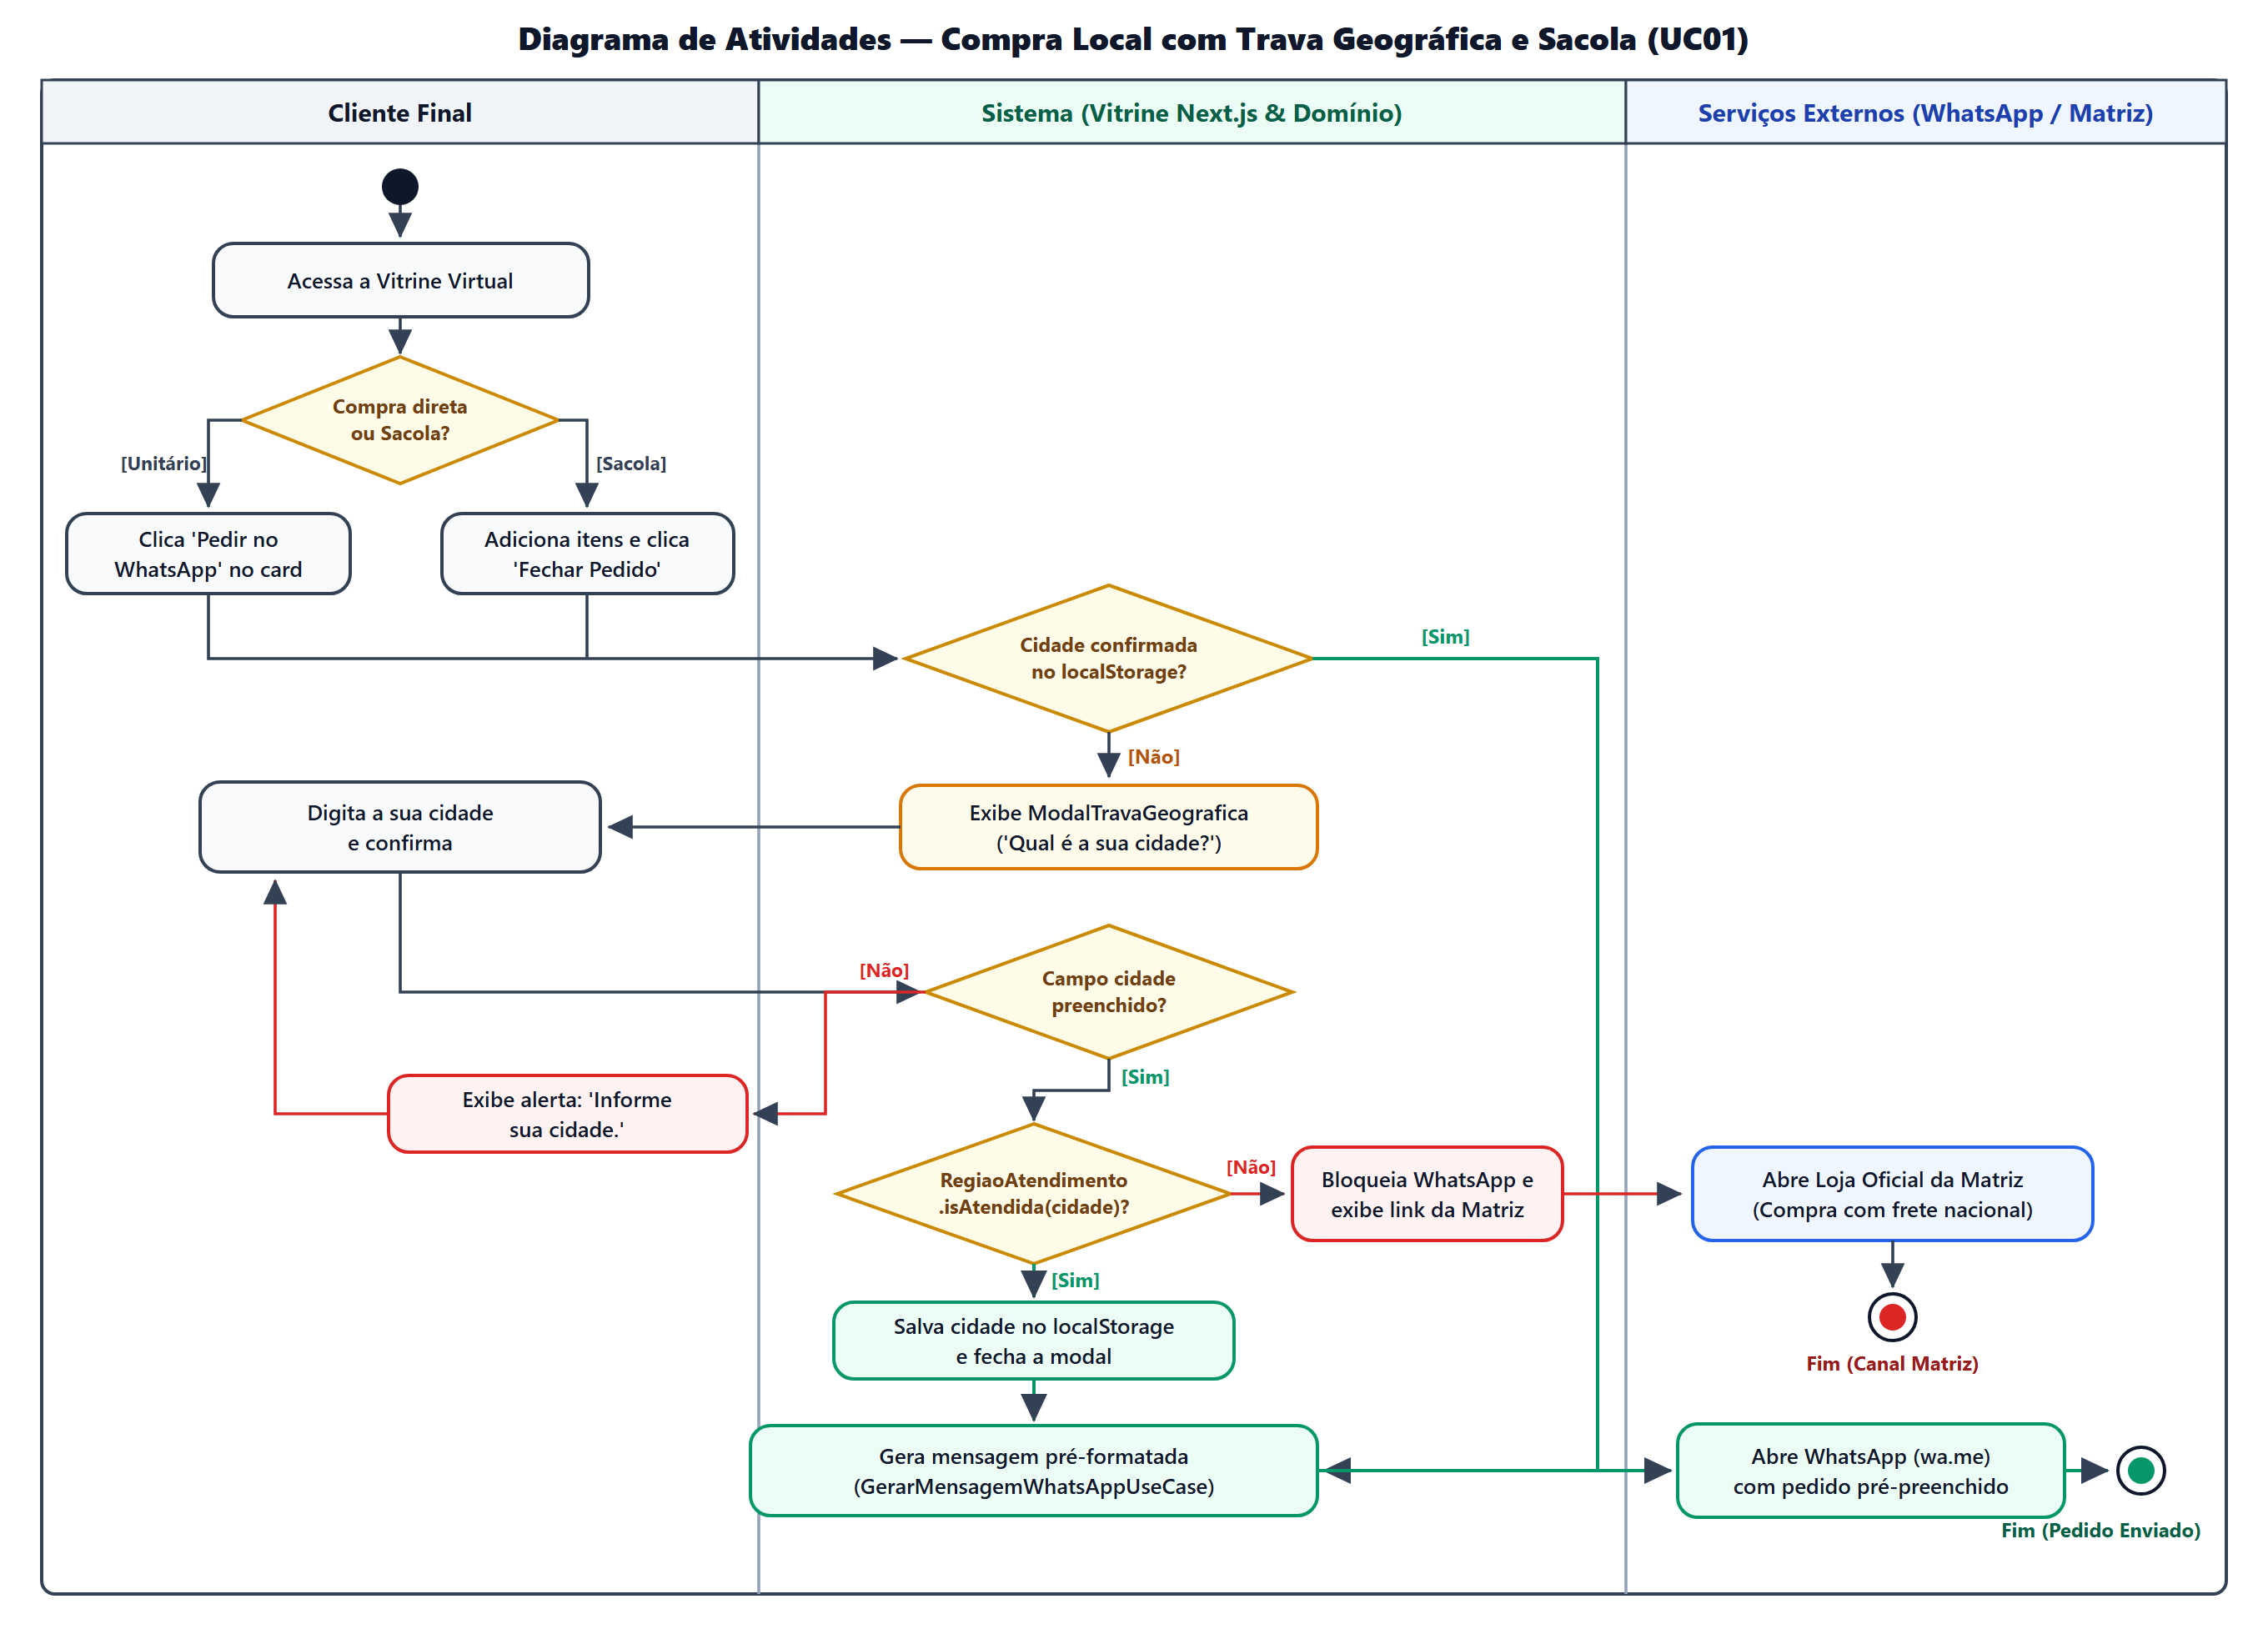 Diagrama de Atividades — Compra Local com Trava Geográfica e Sacola (UC01)
Cliente Final
Sistema (Vitrine Next.js & Domínio)
Serviços Externos (WhatsApp / Matriz)
Acessa a Vitrine Virtual
Compra direta
ou Sacola?
[Unitário]
[Sacola]
Clica 'Pedir no
WhatsApp' no card
Adiciona itens e clica
'Fechar Pedido'
Cidade confirmada
no localStorage?
[Sim]
[Não]
Digita a sua cidade
e confirma
Exibe ModalTravaGeografica
('Qual é a sua cidade?')
[Não]
Campo cidade
preenchido?
[Sim]
Exibe alerta: 'Informe
sua cidade.'
RegiaoAtendimento
.isAtendida(cidade)?
[Não]
Bloqueia WhatsApp e
exibe link da Matriz
Abre Loja Oficial da Matriz
(Compra com frete nacional)
[Sim]
Salva cidade no localStorage
e fecha a modal
Fim (Canal Matriz)
Gera mensagem pré-formatada
(GerarMensagemWhatsAppUseCase)
Abre WhatsApp (wa.me)
com pedido pré-preenchido
Fim (Pedido Enviado)